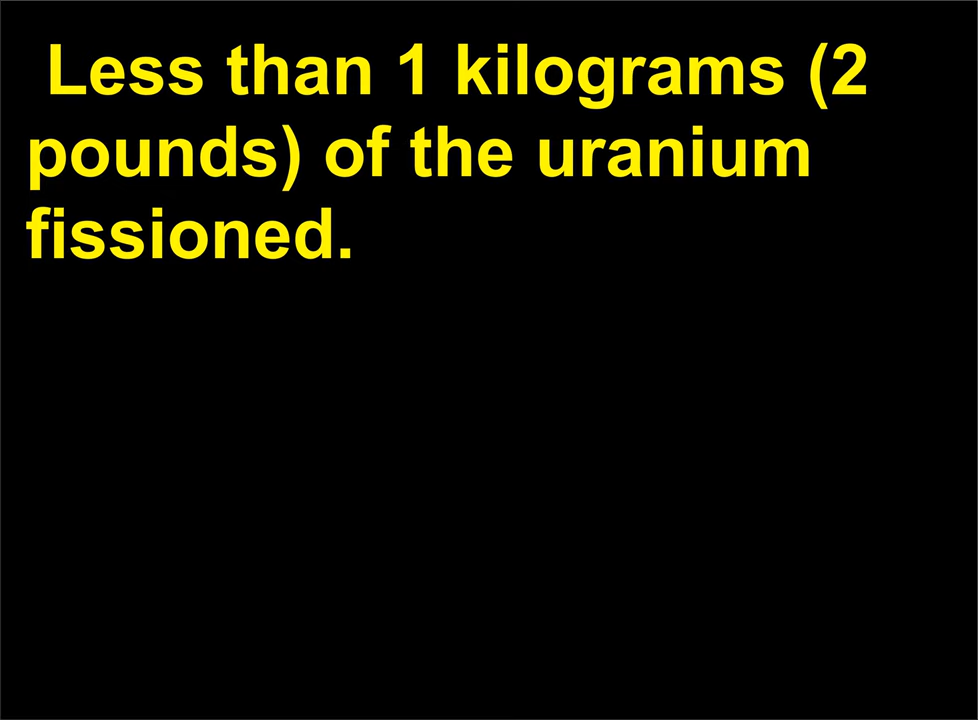 Less than 1 kilograms (2
pounds) of the uranium
fissioned.